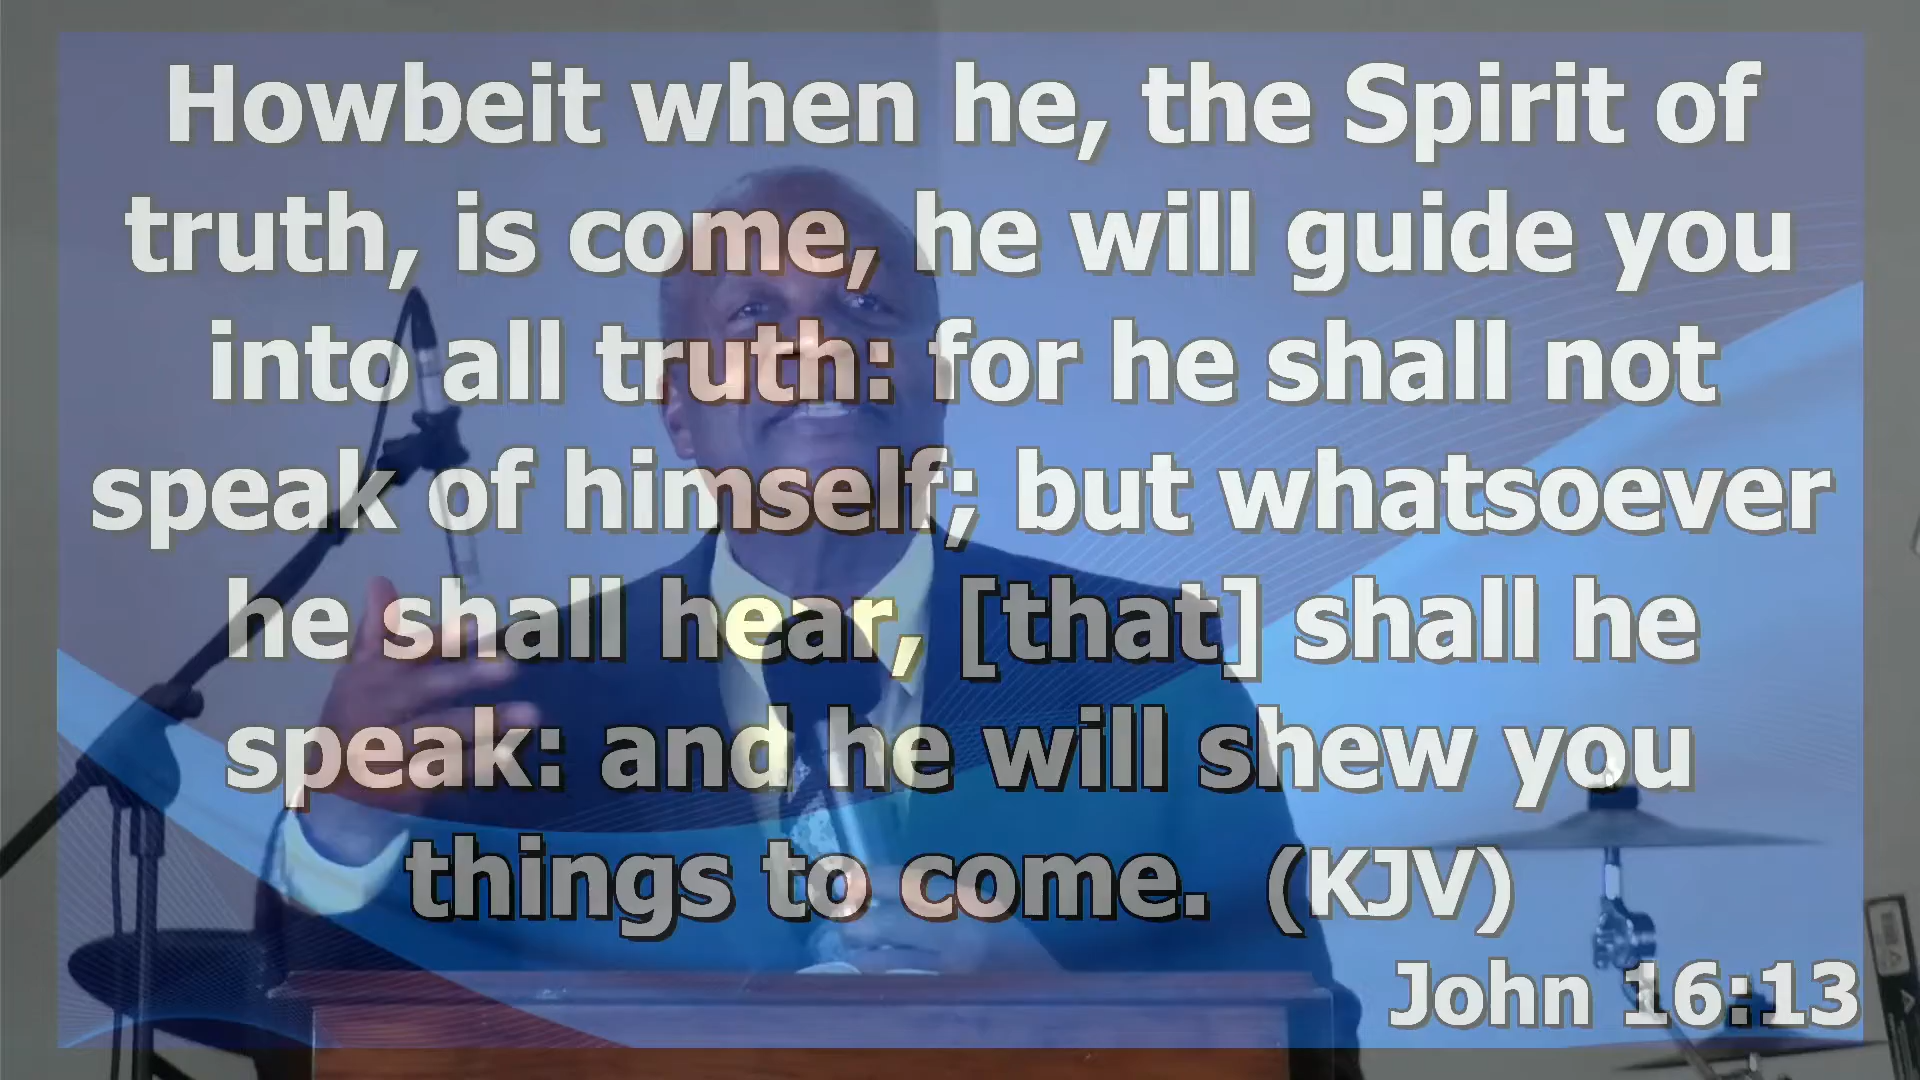 Howbeit when he, the Spirit of
truth, is come, he will guide you
into all truth: for he shall not
speak of himself; but whatsoever
he shall hear, [that] shall he
speak: and he will shew you
things to come. (KJV)
John 16:13